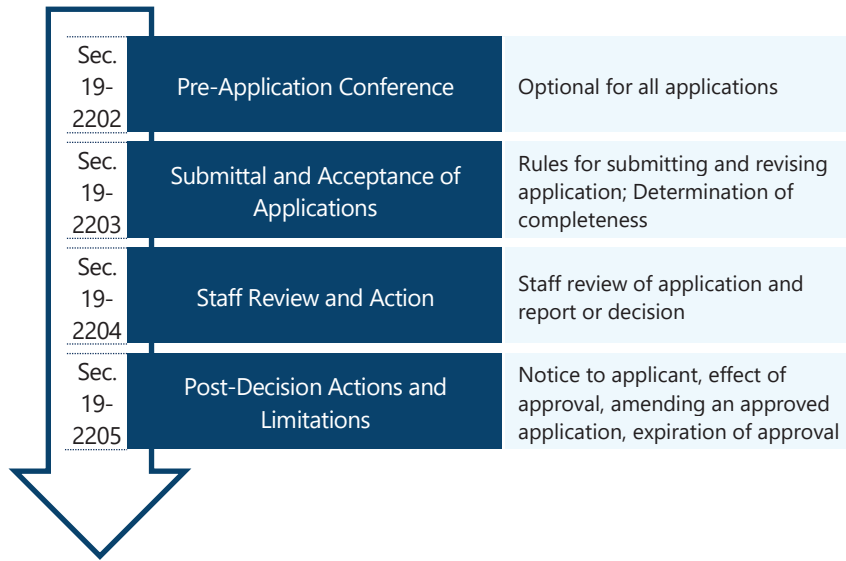 Sec.
19-
2202
Pre-Application Conference
Optional for all applications
Sec.
19-
2203
Submittal and Acceptance of
Applications
Rules for submitting and revising
application; Determination of
completeness
Sec.
19-
2204
Staff Review and Action
Staff review of application and
report or decision
Sec.
19-
2205
Post-Decision Actions and
Limitations
Notice to applicant, effect of
approval, amending an approved
application, expiration of approval